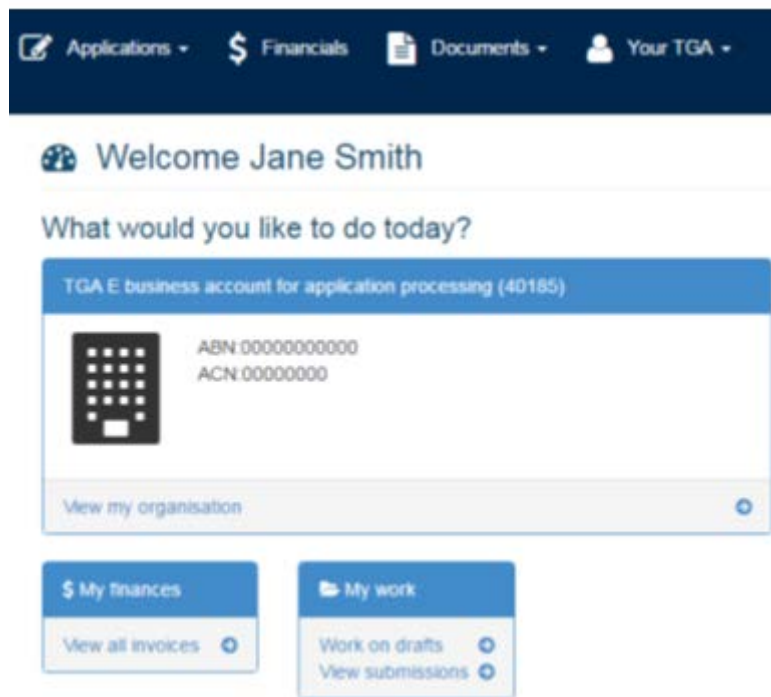 Applications Financials Documents Your TGA
Welcome Jane Smith
What would you like to do today?
TGA E business account for application processing (40185)
ABN:00000000000
ACN:00000000
View my organisation
$ My finances
View all invoices
My work
Work on drafts
View submissions